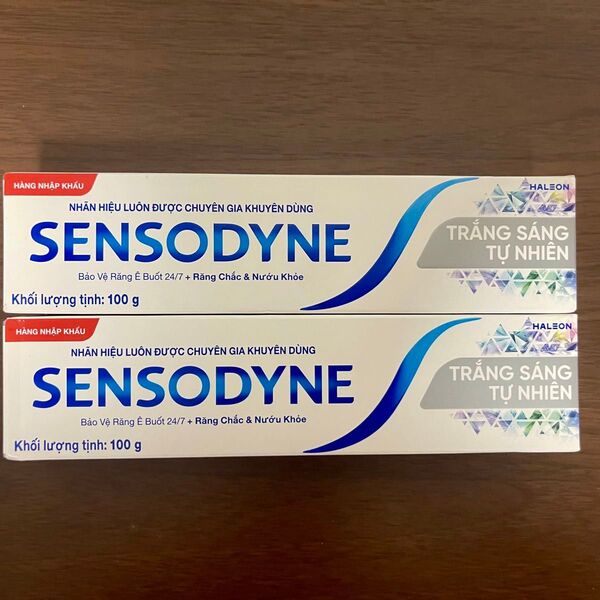 HÀNG NHẬP KHẨU
HALEON
NHÃN HIỆU LUÔN ĐƯỢC CHUYÊN GIA KHUYÊN DÙNG
SENSODYNE
TRẮNG SÁNG
TỰ NHIÊN
Bảo Vệ Răng Ê Buốt 24/7 + Răng Chắc & Nướu Khỏe
Khối lượng tịnh: 100 g
HÀNG NHẬP KHẨU
HALEON
NHÃN HIỆU LUÔN ĐƯỢC CHUYÊN GIA KHUYÊN DÙNG
SENSODYNE
TRẮNG SÁNG
TỰ NHIÊN
Bảo Vệ Răng Ê Buốt 24/7 + Răng Chắc & Nướu Khỏe
Khối lượng tịnh: 100 g